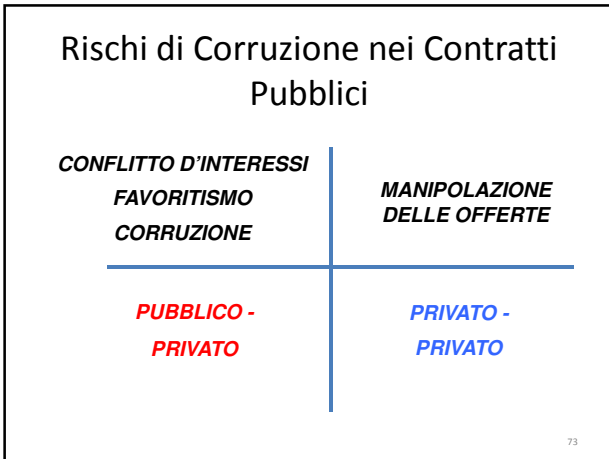 Rischi di Corruzione nei Contratti
Pubblici
CONFLITTO D'INTERESSI
FAVORITISMO
CORRUZIONE
MANIPOLAZIONE
DELLE OFFERTE
PUBBLICO -
PRIVATO
PRIVATO -
PRIVATO
73